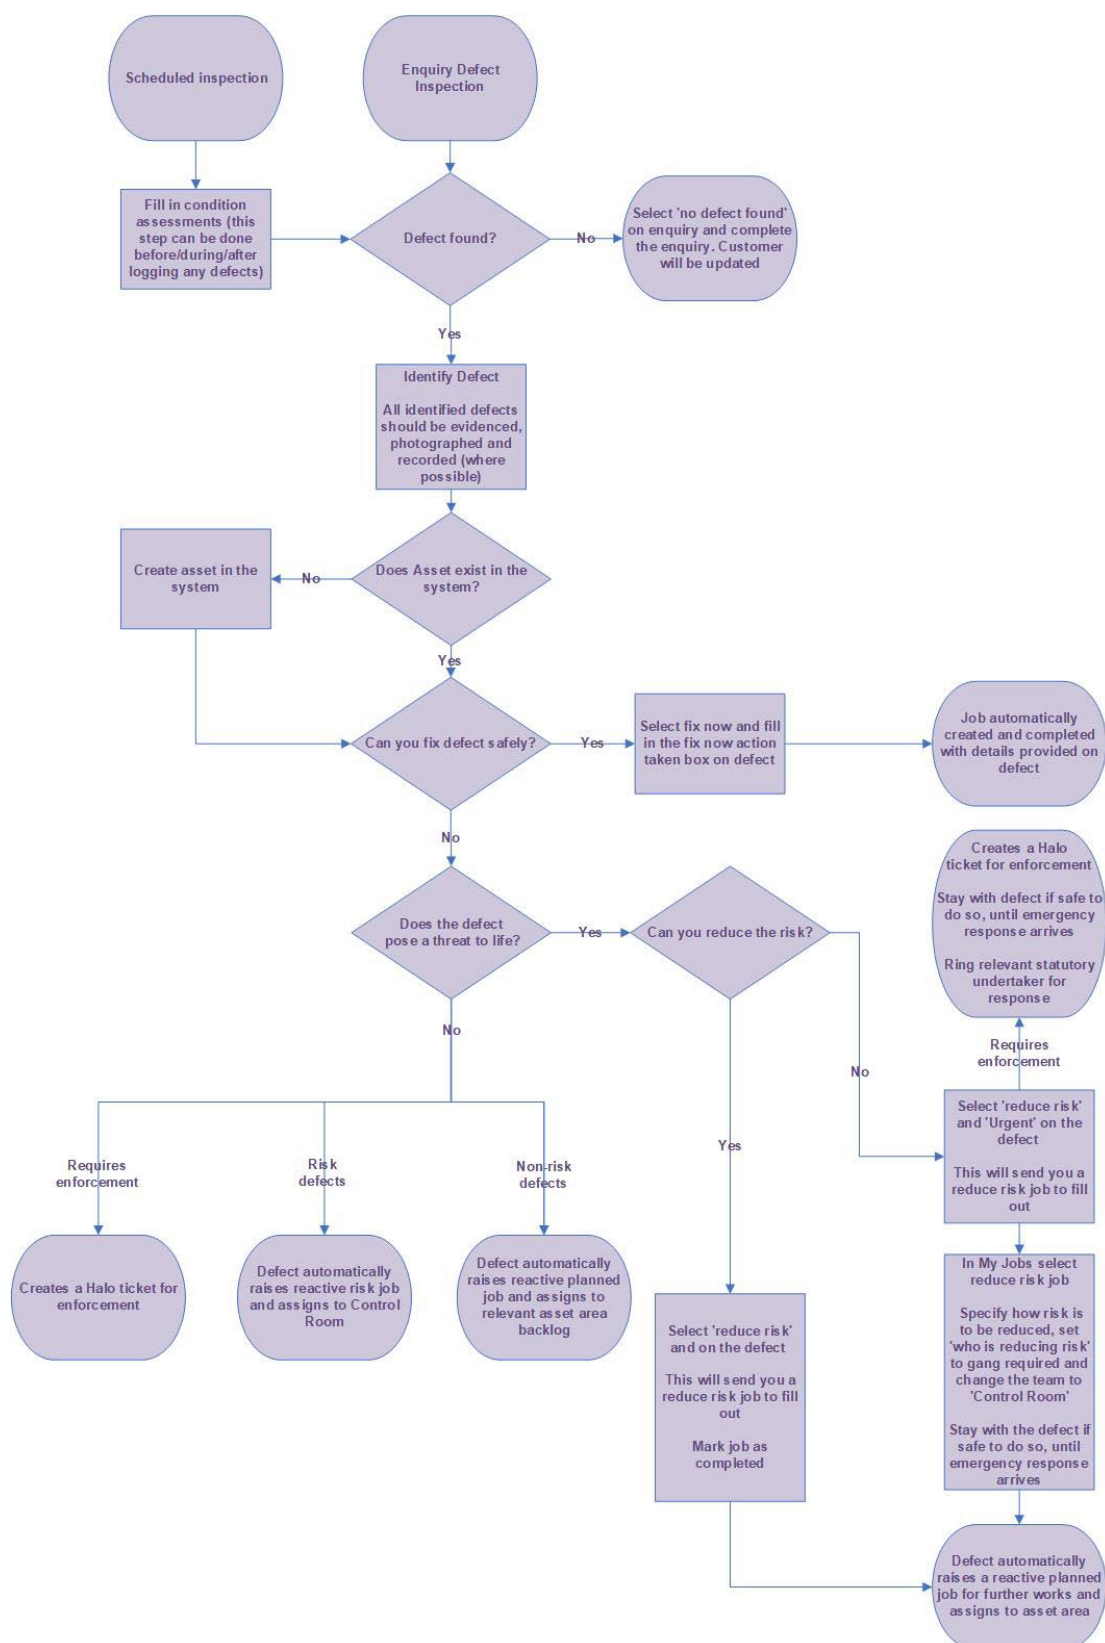 Scheduled inspection
Enquiry Defect
Inspection
Fill in condition
assessments (this
step can be done
before/during/after
logging any defects)
Defect found?
No
Select 'no defect found'
on enquiry and complete
the enquiry. Customer
will be updated
Yes
Identify Defect
All identified defects
should be evidenced,
photographed and
recorded (where
possible)
Create asset in the
system
No
Does Asset exist in the
system?
Yes
Can you fix defect safely?
Yes
Select fix now and fill
in the fix now action
taken box on defect
Job automatically
created and completed
with details provided on
defect
No
Does the defect
pose a threat to life?
Yes
Can you reduce the risk?
Creates a Halo
ticket for enforcement
Stay with defect if safe to
do so, until emergency
response arrives
Ring relevant statutory
undertaker for
response
Requires
enforcement
No
Select 'reduce risk'
and 'Urgent' on the
defect
This will send you a
reduce risk job to fill
out
No
Requires
enforcement
Risk
defects
Non-risk
defects
Yes
Creates a Halo ticket for
enforcement
Defect automatically
raises reactive risk job
and assigns to Control
Room
Defect automatically
raises reactive planned
job and assigns to
relevant asset area
backlog
Select 'reduce risk'
and on the defect
This will send you a
reduce risk job to fill
out
Mark job as
completed
In My Jobs select
reduce risk job
Specify how risk is
to be reduced, set
'who is reducing risk'
to gang required and
change the team to
'Control Room'
Stay with the defect if
safe to do so, until
emergency response
arrives
Defect automatically
raises a reactive planned
job for further works and
assigns to asset area